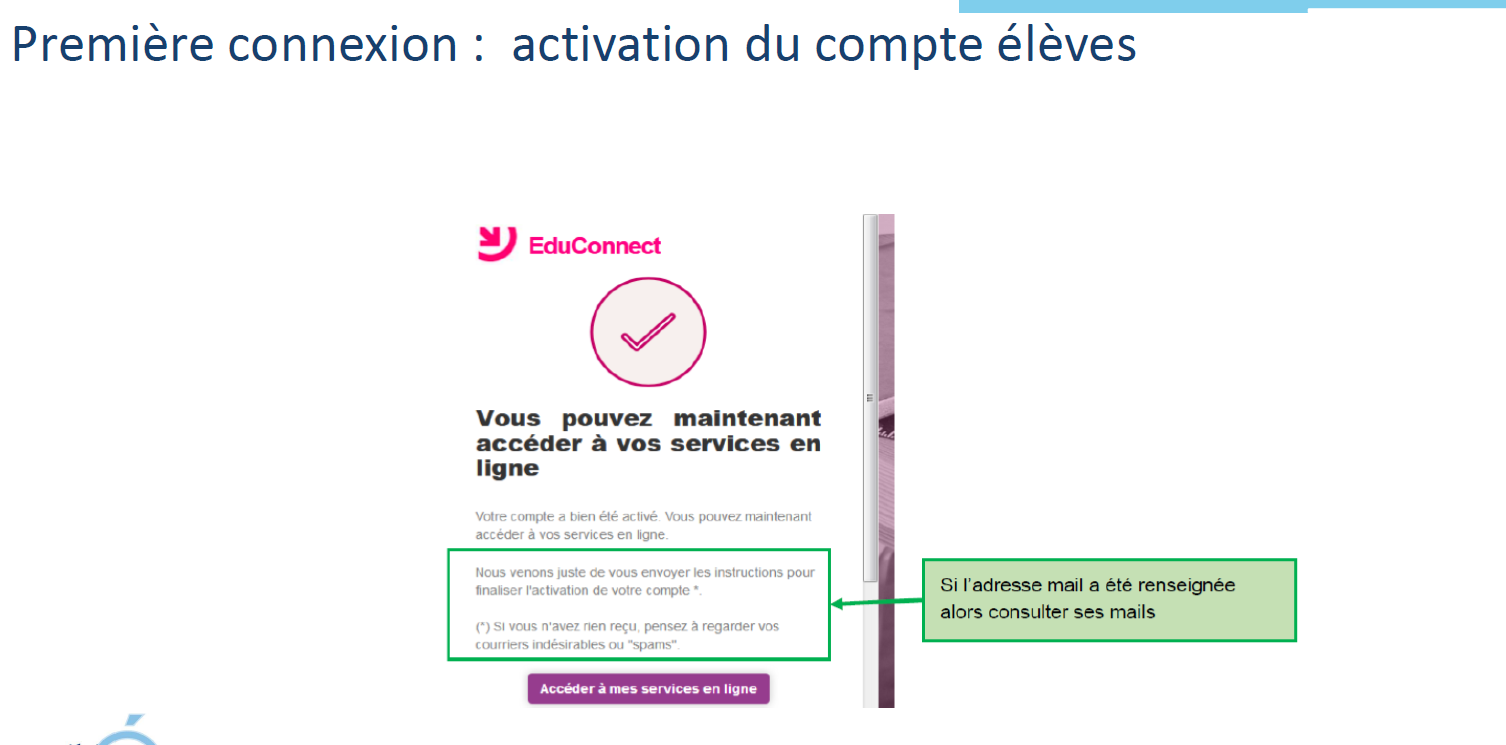 Première connexion : activation du compte élèves
EduConnect
Vous pouvez maintenant
accéder à vos services en
ligne
Votre compte a bien été activé. Vous pouvez maintenant
accéder à vos services en ligne.
Nous venons juste de vous envoyer les instructions pour
finaliser l'activation de votre compte *.
(*) Si vous n'avez rien reçu, pensez à regarder vos
courriers indésirables ou "spams".
Si l'adresse mail a été renseignée
alors consulter ses mails
Accéder à mes services en ligne